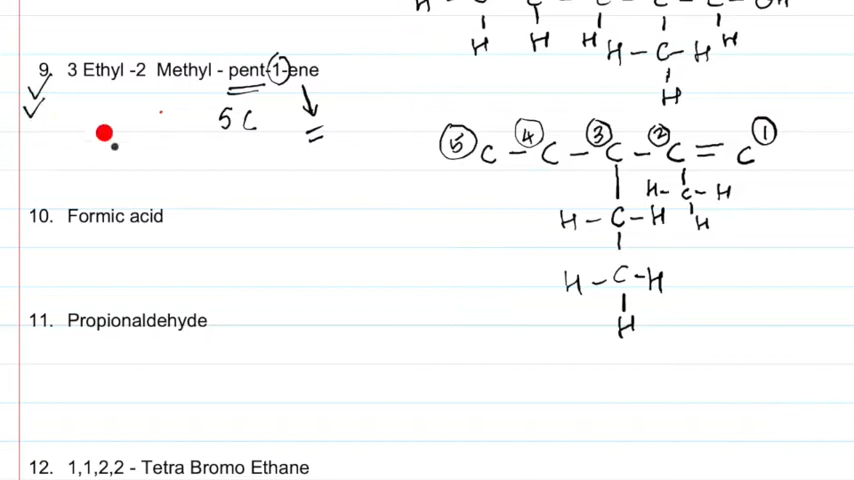 H C C C C C OH
H H H H - C - H H
H
9. 3 Ethyl -2 Methyl - pent-1-ene
5 C =
5 C - 4 C - 3 C - 2 C = C 1
H - C - H
H
10. Formic acid
H - C - H
H - C - H
H
11. Propionaldehyde
12. 1,1,2,2 - Tetra Bromo Ethane